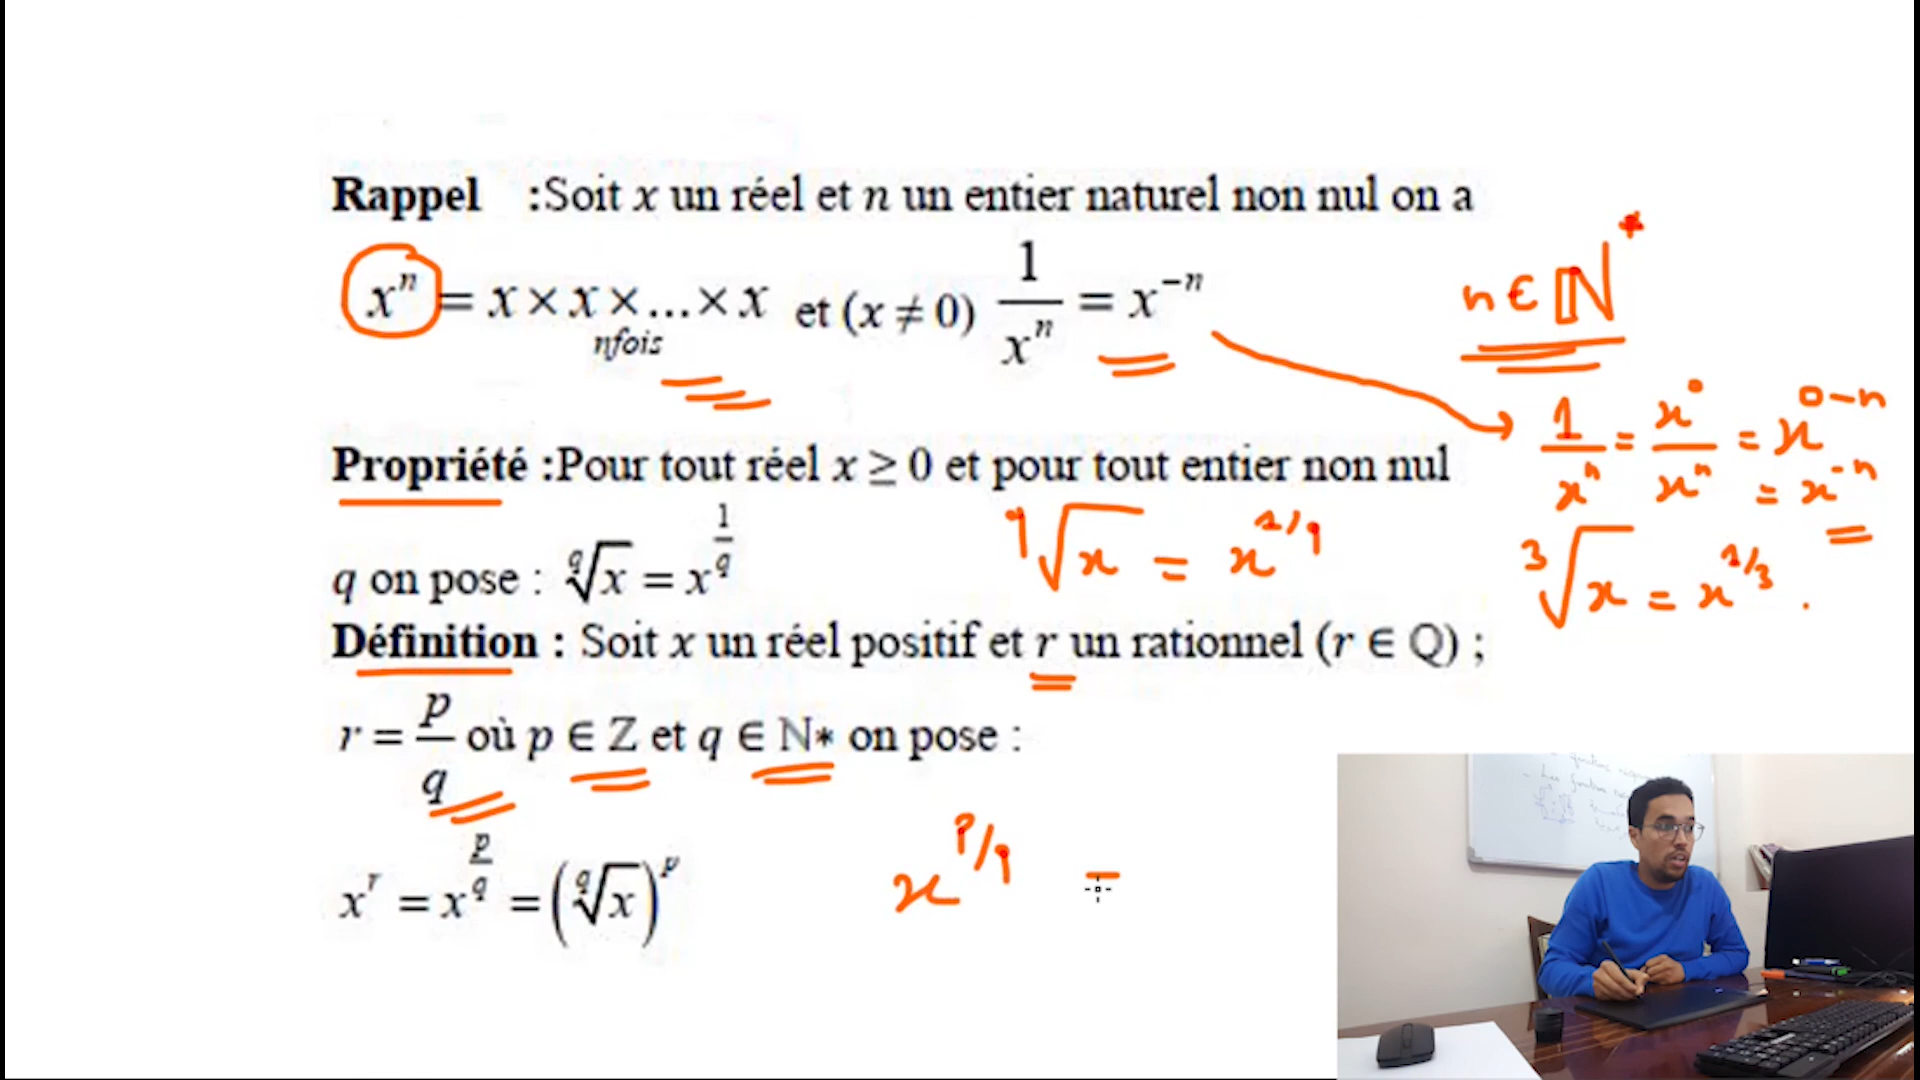 Rappel :Soit x un réel et n un entier naturel non nul on a
xⁿ = x × x × ... × x et (x ≠ 0) 1/xⁿ = x⁻ⁿ
nfois
n ∈ ℕ*
1/xⁿ = x⁰/xⁿ = x⁰⁻ⁿ
= x⁻ⁿ
Propriété :Pour tout réel x ≥ 0 et pour tout entier non nul
q on pose : ᑫ√x = x^(1/q)
ᑫ√x = x^(1/q)
³√x = x^(1/3) .
Définition : Soit x un réel positif et r un rationnel (r ∈ Q) ;
r = p/q où p ∈ Z et q ∈ N* on pose :
xʳ = x^(p/q) = (ᑫ√x)ᵖ
x^(p/q) =